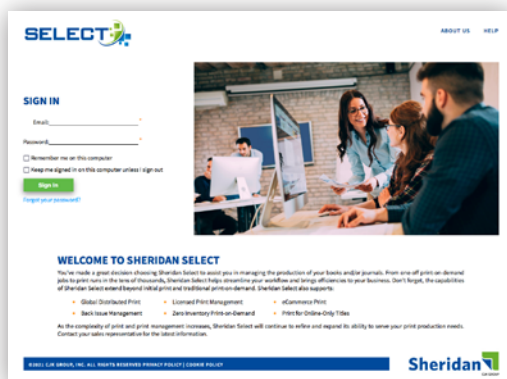 SELECT
ABOUT US HELP
SIGN IN
Email:
Password:
Remember me on this computer
Keep me signed in on this computer unless I sign out
Sign in
Forgot your password?
WELCOME TO SHERIDAN SELECT
You've made a great decision choosing Sheridan Select to assist you in managing the production of your books and/or journals. From one off print on demand
jobs to print runs in the tens of thousands, Sheridan Select helps streamline your workflow and brings efficiencies to your business. Don't forget, the capabilities
of Sheridan Select extend beyond initial print and traditional print-on-demand. Sheridan Select also supports:
• Global Distributed Print • Licensed Print Management • eCommerce Print
• Back Issue Management • Zero Inventory Print-on-Demand • Print for Online-Only Titles
As the complexity of print and print management increases, Sheridan Select will continue to refine and expand its ability to serve your print production needs.
Contact your sales representative for the latest information.
©2021 CJK GROUP, INC. ALL RIGHTS RESERVED PRIVACY POLICY | COOKIE POLICY
Sheridan
CJK GROUP